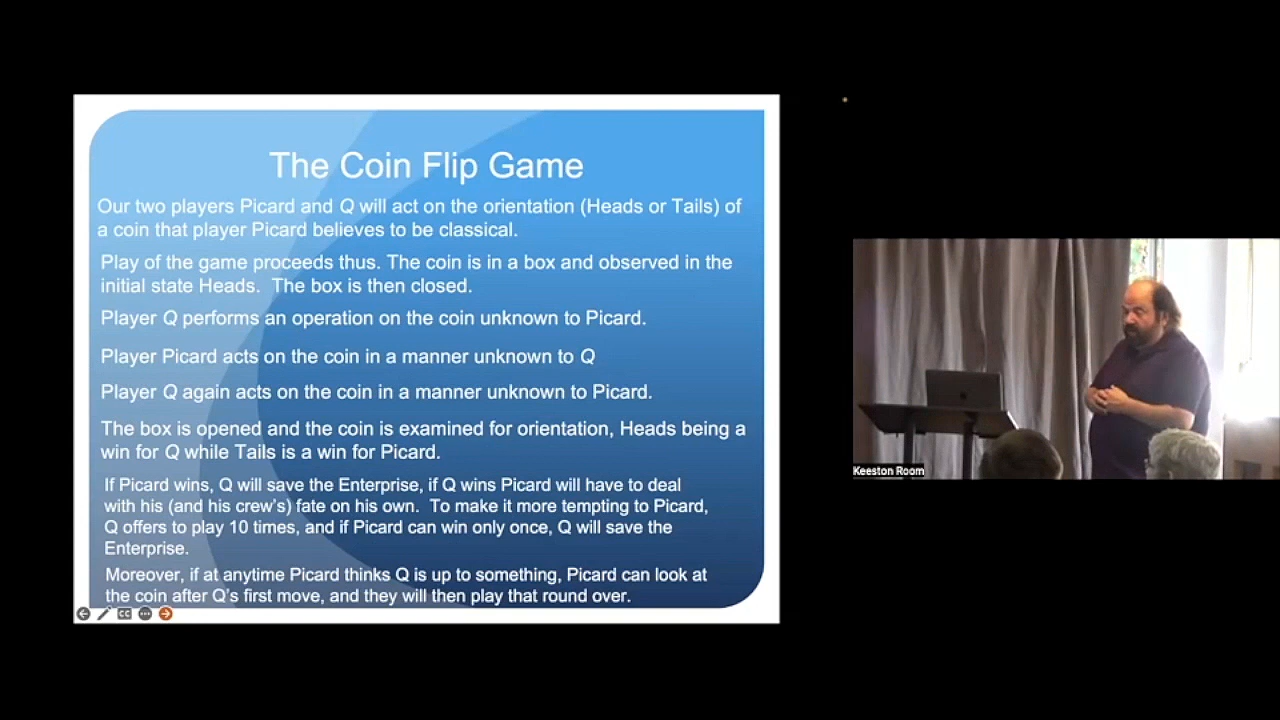 The Coin Flip Game
Our two players Picard and Q will act on the orientation (Heads or Tails) of
a coin that player Picard believes to be classical.
Play of the game proceeds thus. The coin is in a box and observed in the
initial state Heads.  The box is then closed.
Player Q performs an operation on the coin unknown to Picard.
Player Picard acts on the coin in a manner unknown to Q
Player Q again acts on the coin in a manner unknown to Picard.
The box is opened and the coin is examined for orientation, Heads being a
win for Q while Tails is a win for Picard.
If Picard wins, Q will save the Enterprise, if Q wins Picard will have to deal
with his (and his crew's) fate on his own.  To make it more tempting to Picard,
Q offers to play 10 times, and if Picard can win only once, Q will save the
Enterprise.
Moreover, if at anytime Picard thinks Q is up to something, Picard can look at
the coin after Q's first move, and they will then play that round over.
CC
Keeston Room